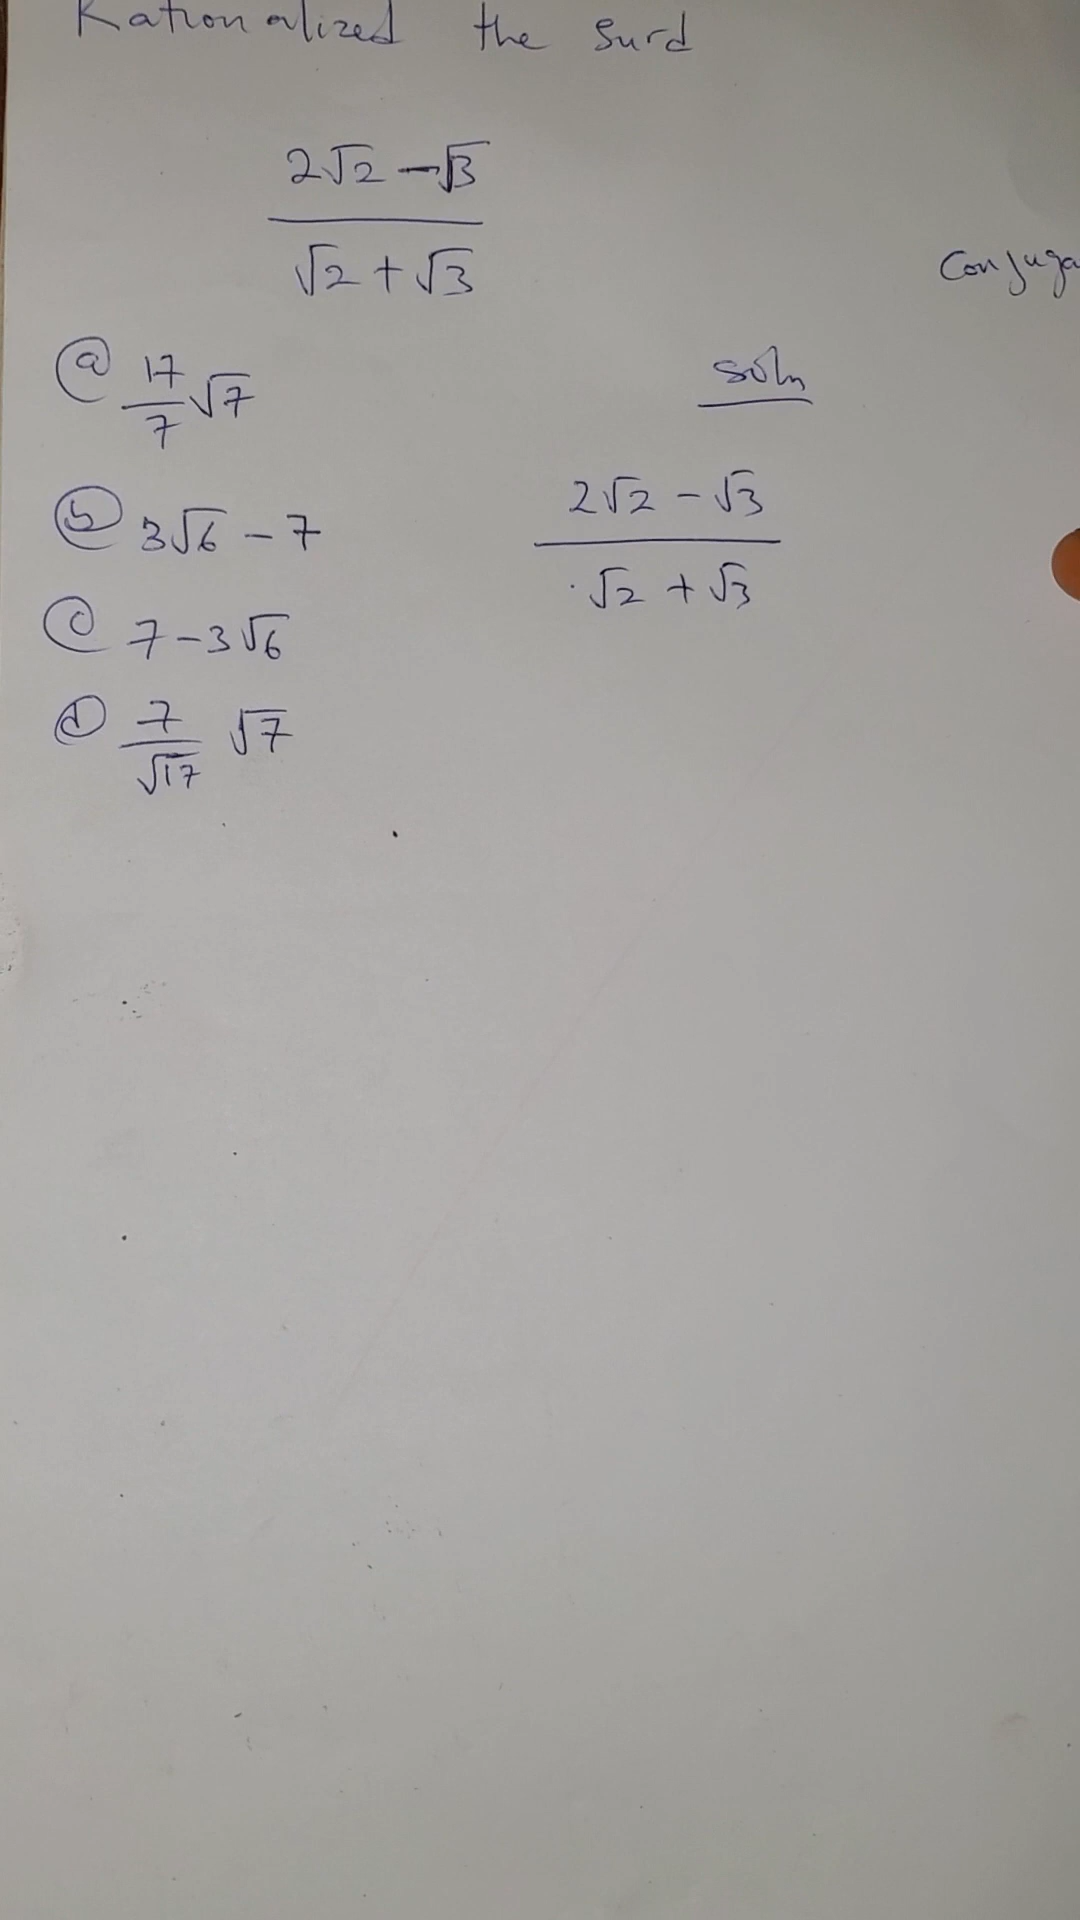 Rationalized the surd
2√2 - √3
√2 + √3
Conjuga
soln
(a) 17/7 √7
(b) 3√6 - 7
2√2 - √3
√2 + √3
(c) 7 - 3√6
(d) 7/√17 √7